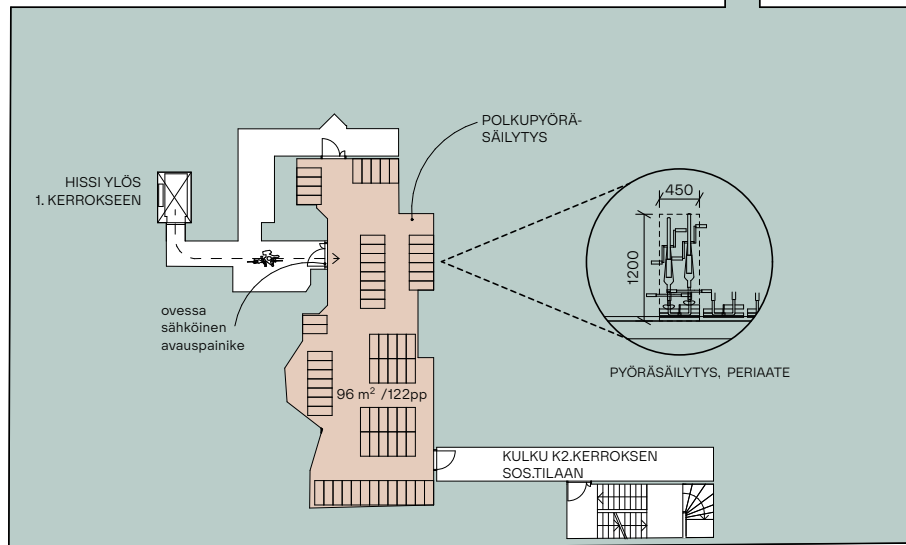 POLKUPYÖRÄ-
SÄILYTYS
HISSI YLÖS
1. KERROKSEEN
450
1200
ovessa
sähköinen
avauspainike
PYÖRÄSÄILYTYS, PERIAATE
96 m² /122pp
KULKU K2.KERROKSEN
SOS.TILAAN